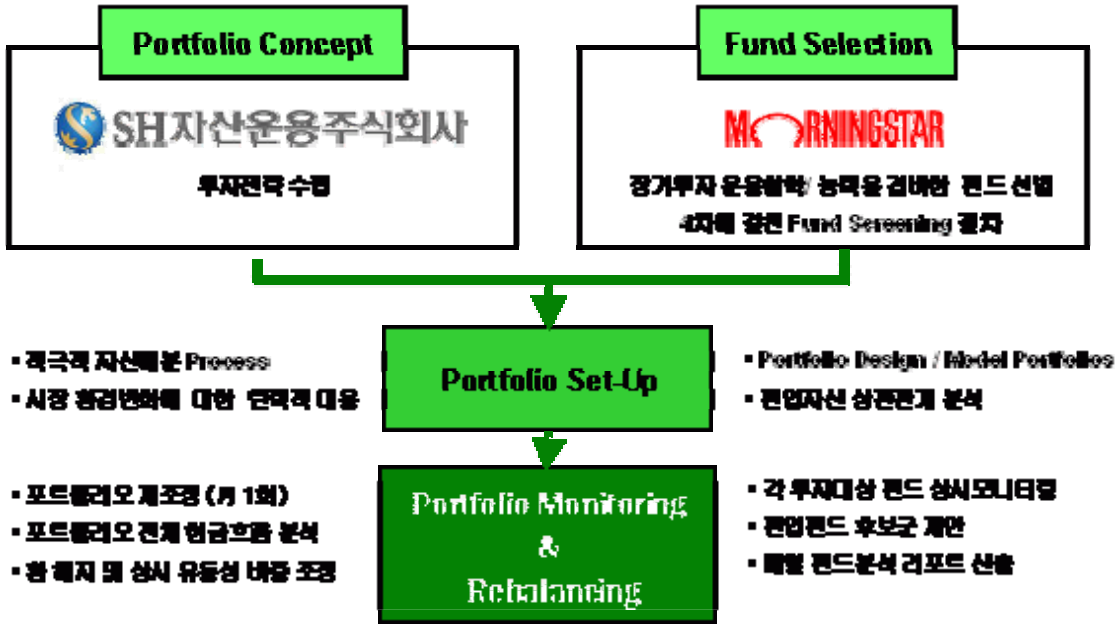 Portfolio Concept
SH자산운용주식회사
투자전략 수립
Fund Selection
MORNINGSTAR
장기투자 운용철학/ 능력을 겸비한 펀드 선별
4차에 걸친 Fund Screening 절차
Portfolio Set-Up
▪ 적극적 자산배분 Process
▪ 시장 환경변화에 대한 탄력적 대응
▪ Portfolio Design / Model Portfolios
▪ 편입자산 상관관계 분석
Portfolio Monitoring
&
Rebalancing
▪ 포트폴리오 재조정 (月 1회)
▪ 포트폴리오 전체 현금흐름 분석
▪ 환 헤지 및 상시 유동성 비중 조정
▪ 각 투자대상 펀드 상시모니터링
▪ 편입펀드 후보군 제안
▪ 매월 펀드분석 리포트 산출